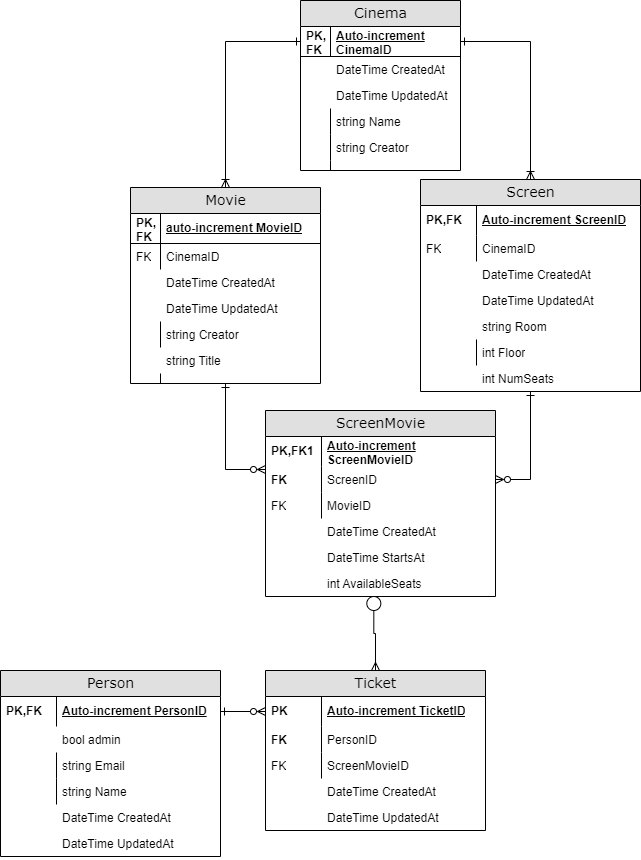 Cinema
PK, FK Auto-increment CinemaID
DateTime CreatedAt
DateTime UpdatedAt
string Name
string Creator
Movie
PK, FK auto-increment MovieID
FK CinemaID
DateTime CreatedAt
DateTime UpdatedAt
string Creator
string Title
Screen
PK,FK Auto-increment ScreenID
FK CinemaID
DateTime CreatedAt
DateTime UpdatedAt
string Room
int Floor
int NumSeats
ScreenMovie
PK,FK1 Auto-increment ScreenMovieID
FK ScreenID
FK MovieID
DateTime CreatedAt
DateTime StartsAt
int AvailableSeats
Person
PK,FK Auto-increment PersonID
bool admin
string Email
string Name
DateTime CreatedAt
DateTime UpdatedAt
Ticket
PK Auto-increment TicketID
FK PersonID
FK ScreenMovieID
DateTime CreatedAt
DateTime UpdatedAt